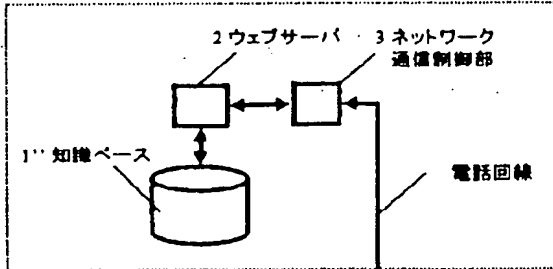 2 ウェブサーバ
3 ネットワーク
通信制御部
1'' 知識ベース
電話回線